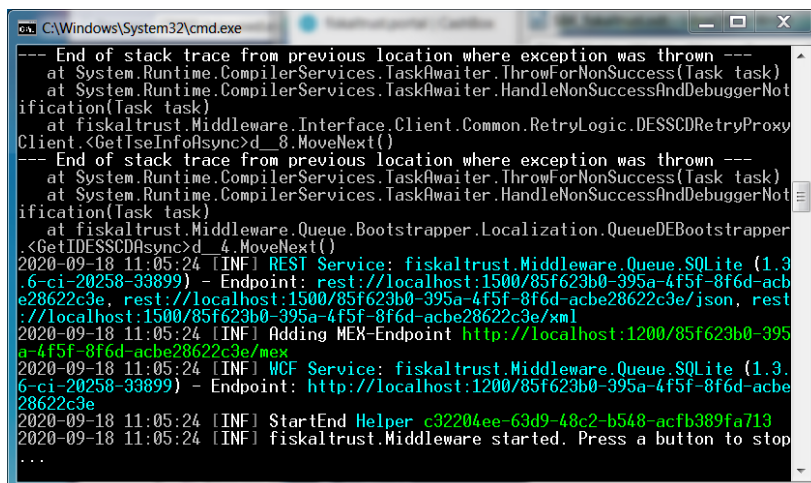 C:\Windows\System32\cmd.exe
--- End of stack trace from previous location where exception was thrown ---
   at System.Runtime.CompilerServices.TaskAwaiter.ThrowForNonSuccess(Task task)
   at System.Runtime.CompilerServices.TaskAwaiter.HandleNonSuccessAndDebuggerNot
ification(Task task)
   at fiskaltrust.Middleware.Interface.Client.Common.RetryLogic.DESSCDRetryProxy
Client.<GetTseInfoAsync>d__8.MoveNext()
--- End of stack trace from previous location where exception was thrown ---
   at System.Runtime.CompilerServices.TaskAwaiter.ThrowForNonSuccess(Task task)
   at System.Runtime.CompilerServices.TaskAwaiter.HandleNonSuccessAndDebuggerNot
ification(Task task)
   at fiskaltrust.Middleware.Queue.Bootstrapper.Localization.QueueDEBootstrapper
.<GetIDESSCDAsync>d__4.MoveNext()
2020-09-18 11:05:24 [INF] REST Service: fiskaltrust.Middleware.Queue.SQLite (1.3
.6-ci-20258-33899) - Endpoint: rest://localhost:1500/85f623b0-395a-4f5f-8f6d-acb
e28622c3e, rest://localhost:1500/85f623b0-395a-4f5f-8f6d-acbe28622c3e/json, rest
://localhost:1500/85f623b0-395a-4f5f-8f6d-acbe28622c3e/xml
2020-09-18 11:05:24 [INF] Adding MEX-Endpoint http://localhost:1200/85f623b0-395
a-4f5f-8f6d-acbe28622c3e/mex
2020-09-18 11:05:24 [INF] WCF Service: fiskaltrust.Middleware.Queue.SQLite (1.3.
6-ci-20258-33899) - Endpoint: http://localhost:1200/85f623b0-395a-4f5f-8f6d-acbe
28622c3e
2020-09-18 11:05:24 [INF] StartEnd Helper c32204ee-63d9-48c2-b548-acfb389fa713
2020-09-18 11:05:24 [INF] fiskaltrust.Middleware started. Press a button to stop
...